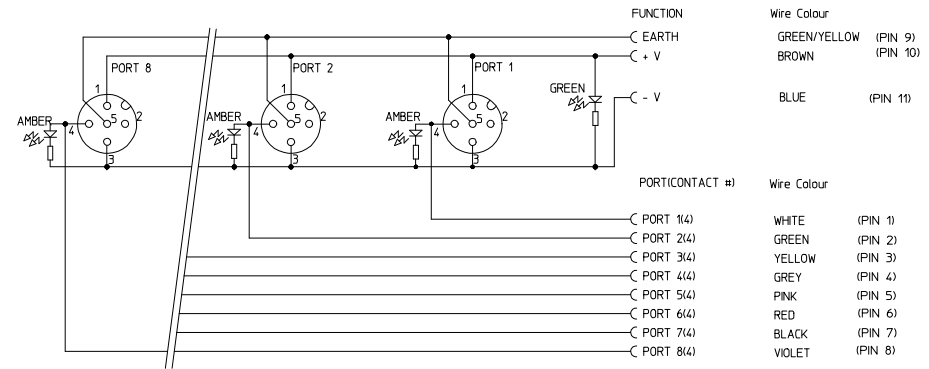 FUNCTION Wire Colour
EARTH GREEN/YELLOW (PIN 9)
+ V BROWN (PIN 10)
PORT 8 PORT 2 PORT 1
GREEN
- V BLUE (PIN 11)
1 1 1
AMBER 4 5 2 AMBER 4 5 2 AMBER 4 5 2
3 3 3
PORT(CONTACT #) Wire Colour
PORT 1(4) WHITE (PIN 1)
PORT 2(4) GREEN (PIN 2)
PORT 3(4) YELLOW (PIN 3)
PORT 4(4) GREY (PIN 4)
PORT 5(4) PINK (PIN 5)
PORT 6(4) RED (PIN 6)
PORT 7(4) BLACK (PIN 7)
PORT 8(4) VIOLET (PIN 8)